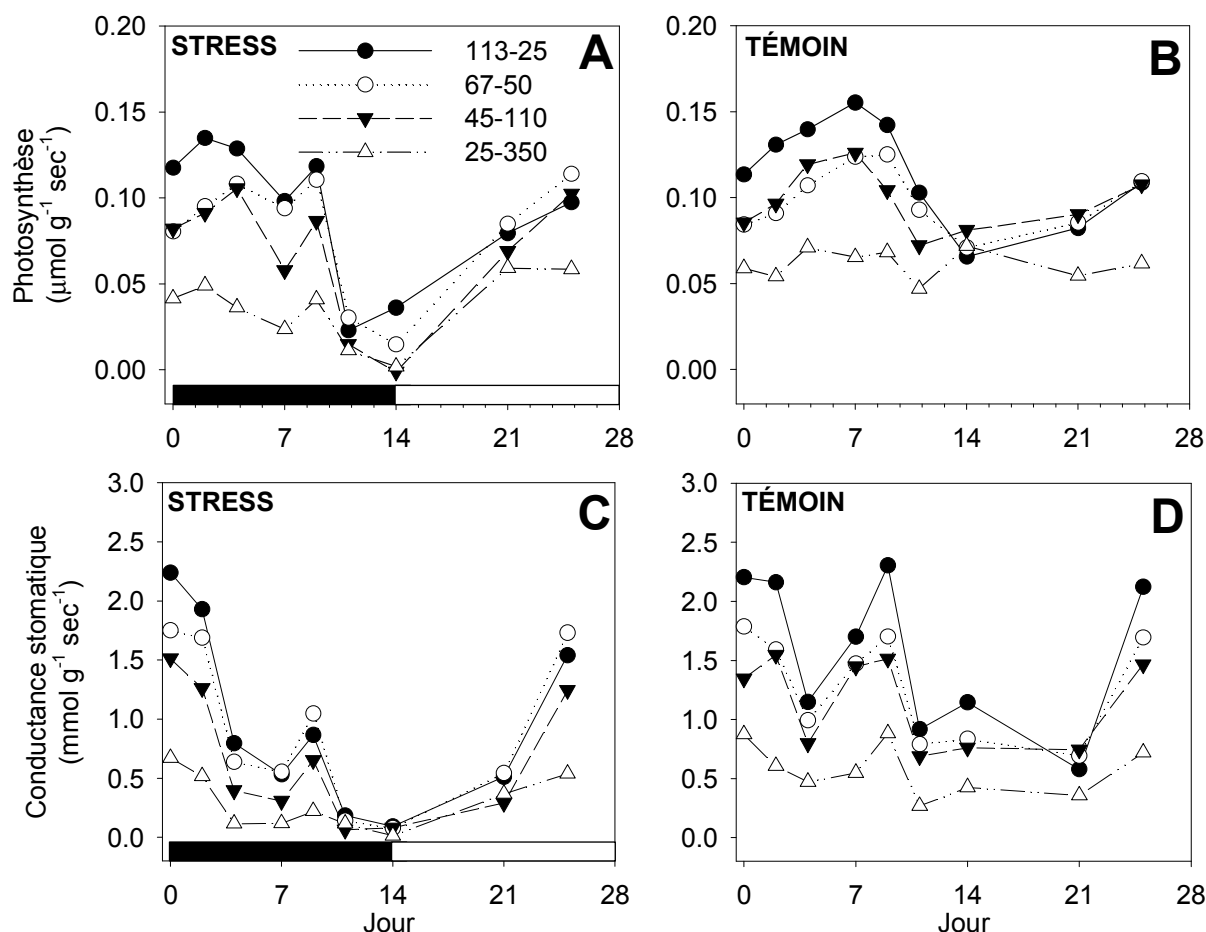 STRESS
A
113-25
67-50
45-110
25-350
Photosynthèse
(μmol g⁻¹ sec⁻¹)
0.20
0.15
0.10
0.05
0.00
0 7 14 21 28
TÉMOIN
B
0.20
0.15
0.10
0.05
0.00
0 7 14 21 28
STRESS
C
Conductance stomatique
(mmol g⁻¹ sec⁻¹)
3.0
2.5
2.0
1.5
1.0
0.5
0.0
0 7 14 21 28
Jour
TÉMOIN
D
3.0
2.5
2.0
1.5
1.0
0.5
0.0
0 7 14 21 28
Jour